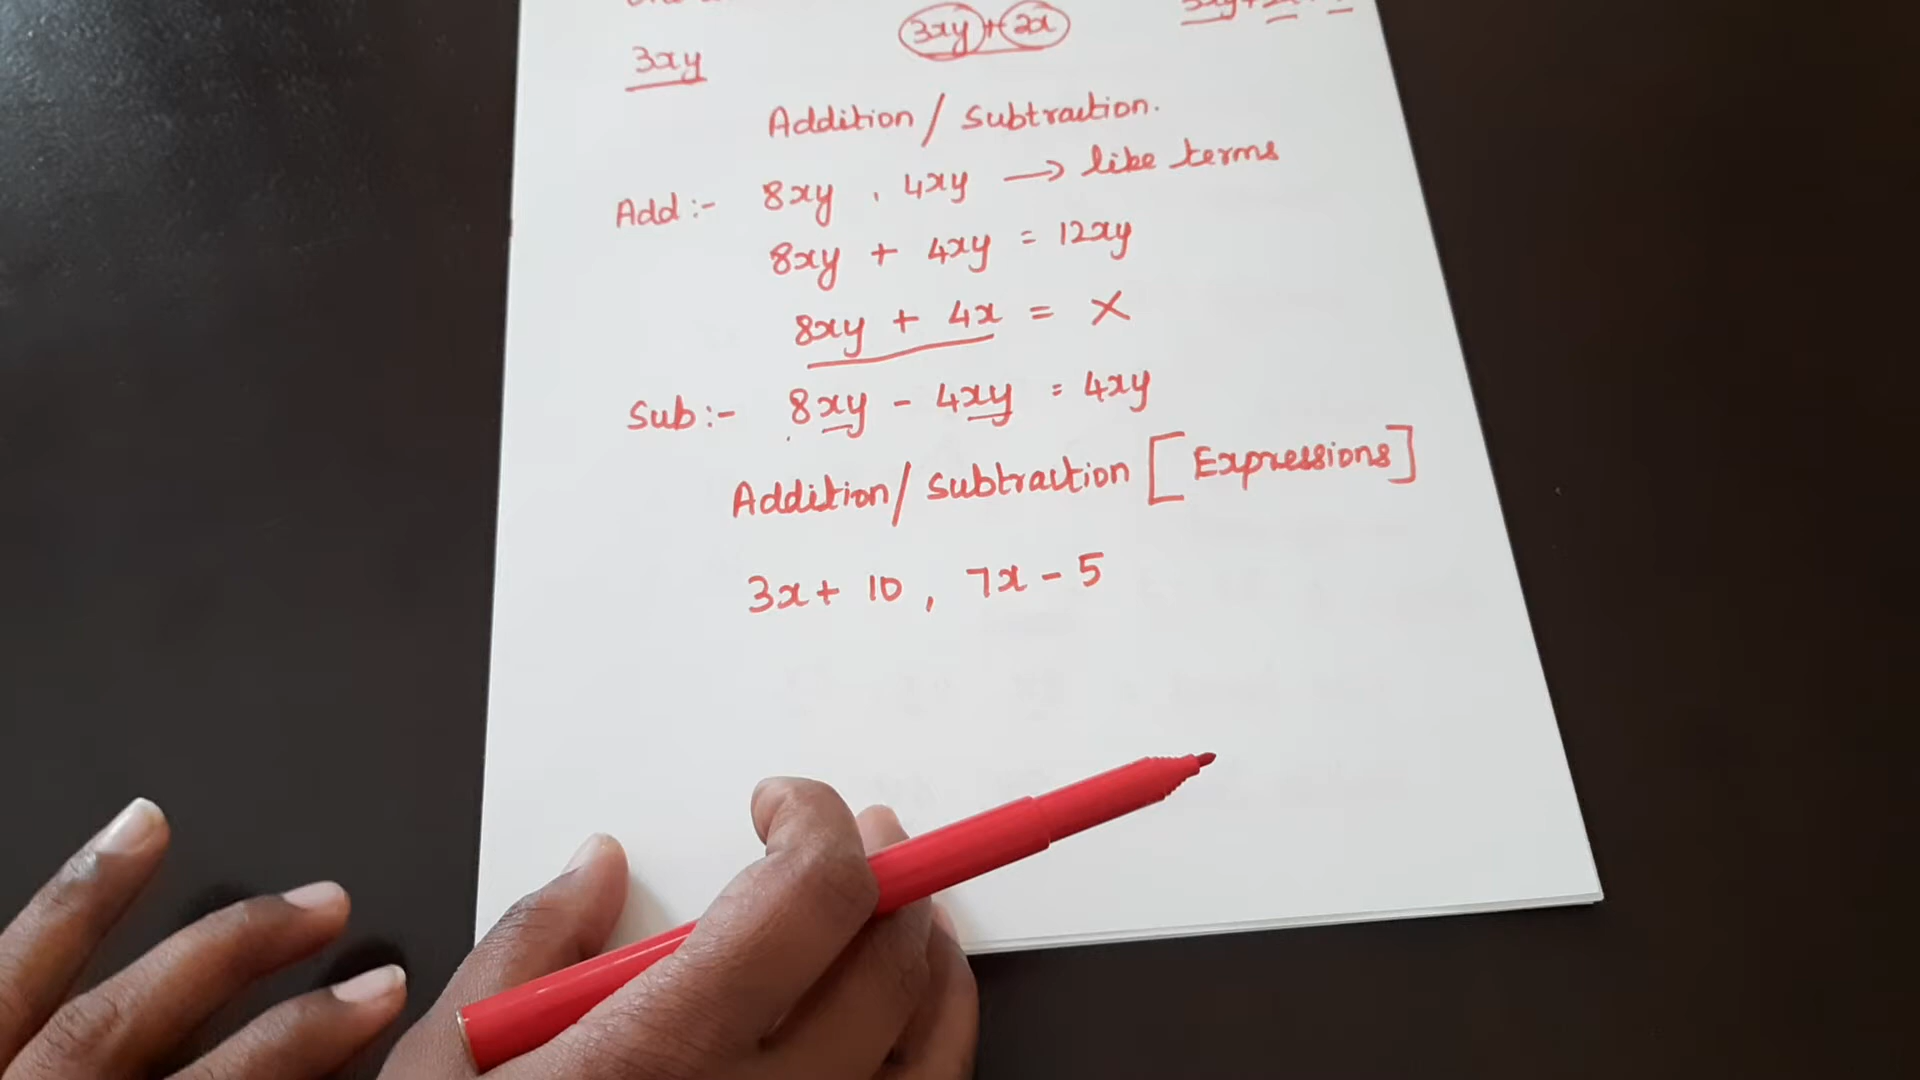 3xy 3xy + 2x
Addition / Subtraction.
Add :- 8xy , 4xy → like terms
8xy + 4xy = 12xy
8xy + 4x = X
Sub :- 8xy - 4xy = 4xy
Addition / Subtraction [Expressions]
3x + 10 , 7x - 5